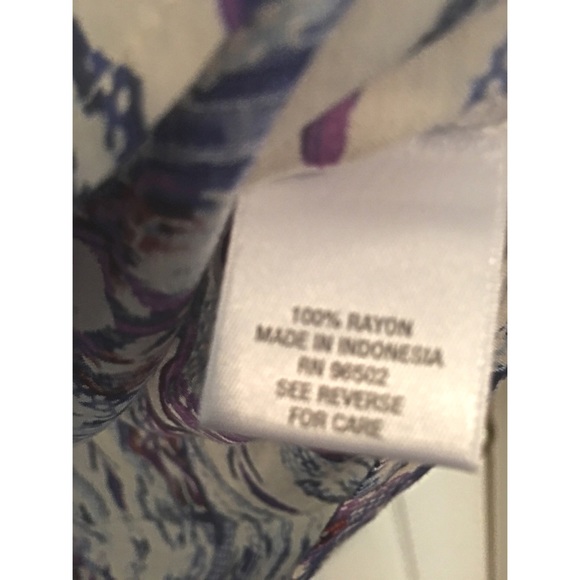 100% RAYON
MADE IN INDONESIA
RN 96502
SEE REVERSE
FOR CARE